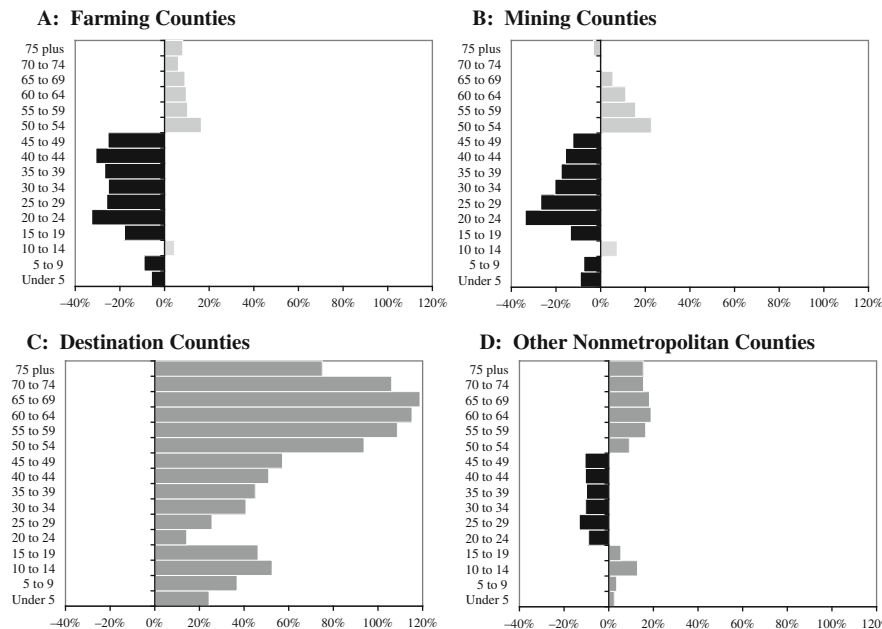 A: Farming Counties
75 plus
70 to 74
65 to 69
60 to 64
55 to 59
50 to 54
45 to 49
40 to 44
35 to 39
30 to 34
25 to 29
20 to 24
15 to 19
10 to 14
5 to 9
Under 5
−40% −20% 0% 20% 40% 60% 80% 100% 120%
B: Mining Counties
75 plus
70 to 74
65 to 69
60 to 64
55 to 59
50 to 54
45 to 49
40 to 44
35 to 39
30 to 34
25 to 29
20 to 24
15 to 19
10 to 14
5 to 9
Under 5
−40% −20% 0% 20% 40% 60% 80% 100% 120%
C: Destination Counties
75 plus
70 to 74
65 to 69
60 to 64
55 to 59
50 to 54
45 to 49
40 to 44
35 to 39
30 to 34
25 to 29
20 to 24
15 to 19
10 to 14
5 to 9
Under 5
−40% −20% 0% 20% 40% 60% 80% 100% 120%
D: Other Nonmetropolitan Counties
75 plus
70 to 74
65 to 69
60 to 64
55 to 59
50 to 54
45 to 49
40 to 44
35 to 39
30 to 34
25 to 29
20 to 24
15 to 19
10 to 14
5 to 9
Under 5
−40% −20% 0% 20% 40% 60% 80% 100% 120%